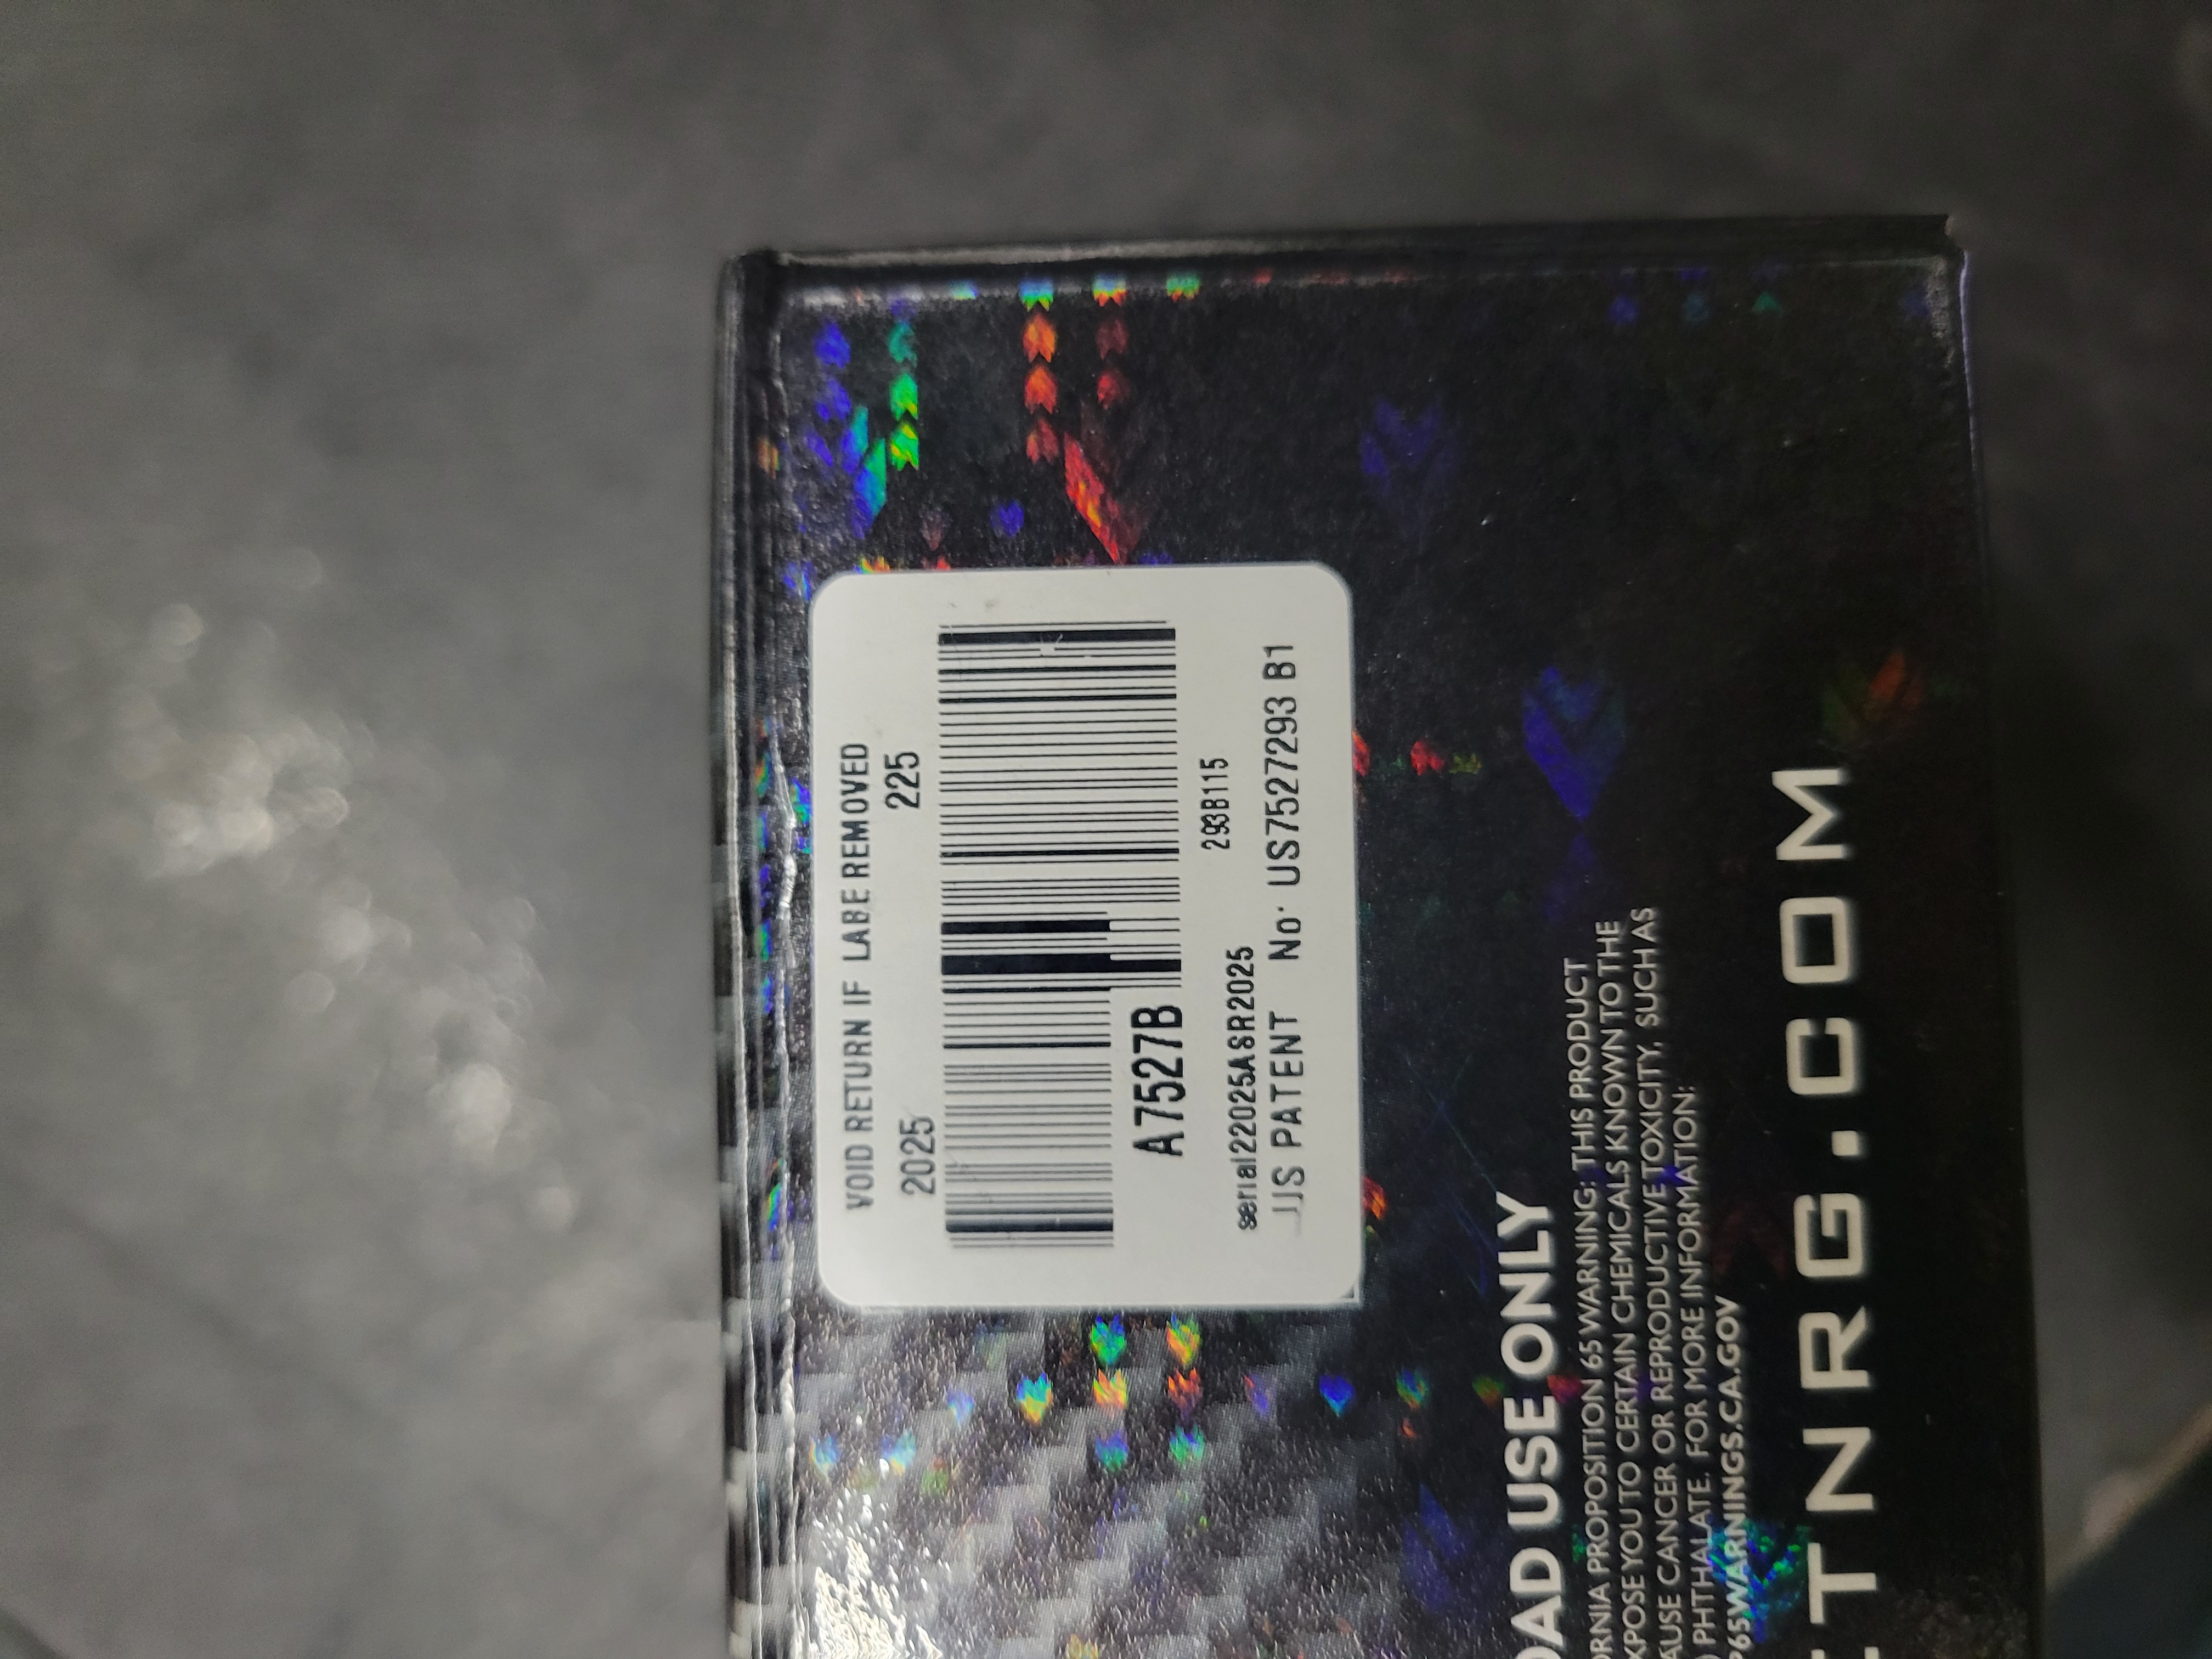 VOID RETURN IF LABE REMOVED
2025 225
A7527B
serial22025ASR2025 293B115
US PATENT No· US7527293 B1
OAD USE ONLY
ORNIA PROPOSITION 65 WARNING: THIS PRODUCT
XPOSE YOU TO CERTAIN CHEMICALS KNOWN TO THE
AUSE CANCER OR REPRODUCTIVE TOXICITY, SUCH AS
) PHTHALATE. FOR MORE INFORMATION:
P65WARNINGS.CA.GOV
TNRG.COM